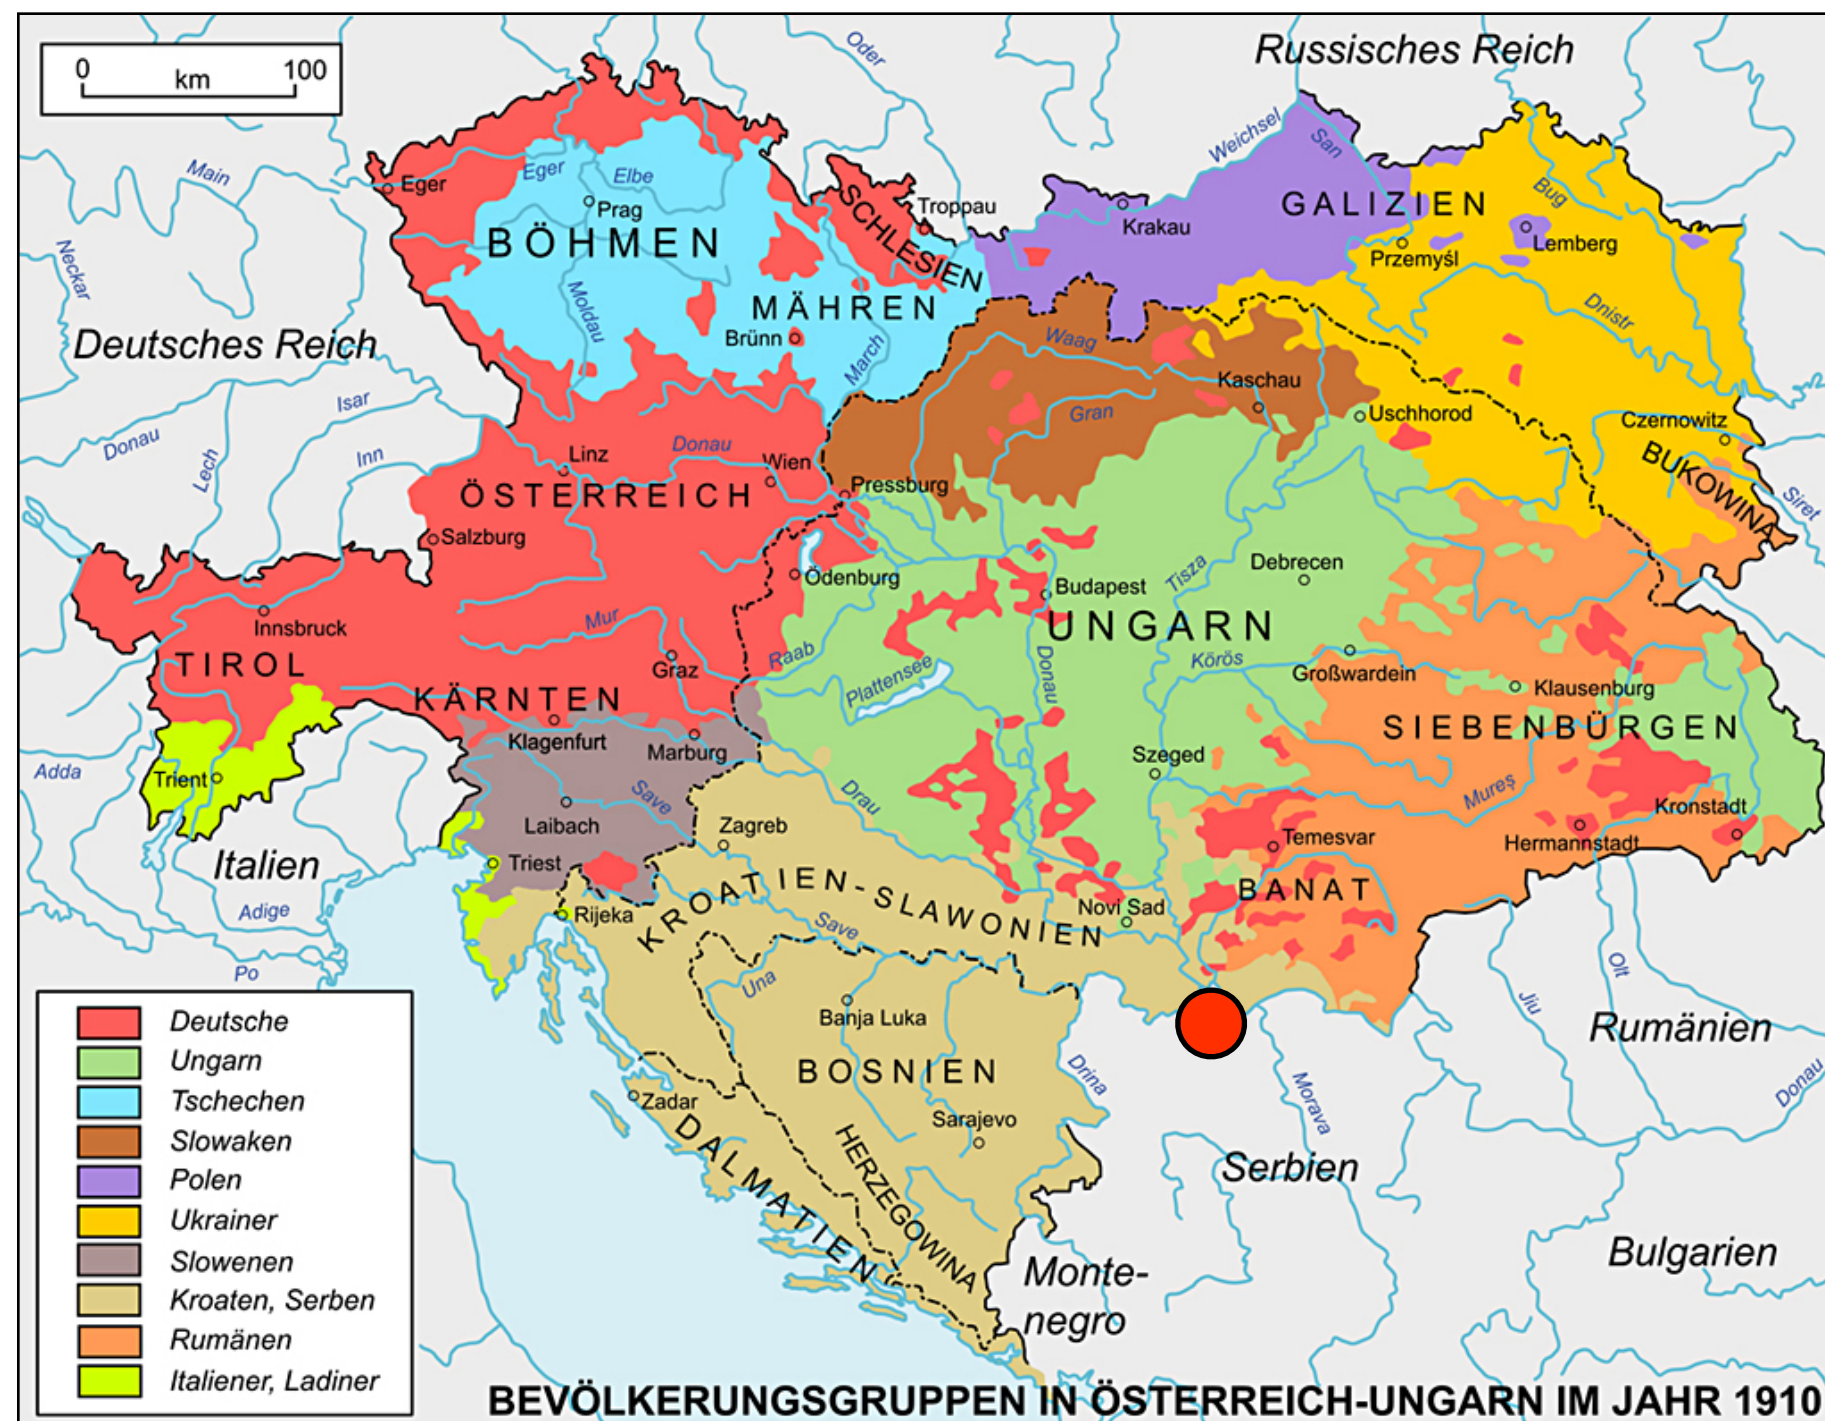 0 100
km
Russisches Reich
Oder
Weichsel
San
Main
Eger
Eger
Elbe
Prag
BÖHMEN
SCHLESIEN
Troppau
Krakau
GALIZIEN
Bug
Lemberg
Przemyśl
Neckar
Moldau
MÄHREN
Brünn
March
Dnistr
Deutsches Reich
Waag
Kaschau
Gran
Uschhorod
Czernowitz
BUKOWINA
Siret
Isar
Donau
Lech
Inn
Linz
Donau
Wien
Pressburg
ÖSTERREICH
Salzburg
Ödenburg
Budapest
Tisza
Debrecen
UNGARN
Innsbruck
TIROL
Mur
Graz
Raab
Plattensee
Donau
Körös
Großwardein
Klausenburg
SIEBENBÜRGEN
KÄRNTEN
Klagenfurt
Marburg
Szeged
Adda
Trient
Save
Drau
Mureș
Kronstadt
Laibach
Zagreb
Temesvar
Hermannstadt
Italien
Triest
KROATIEN-SLAWONIEN
BANAT
Adige
Rijeka
Save
Novi Sad
Po
Una
Olt
Jiu
Banja Luka
Rumänien
BOSNIEN
Drina
Morava
Donau
Zadar
Sarajevo
DALMATIEN
HERZEGOWINA
Serbien
Bulgarien
Monte-
negro
Deutsche
Ungarn
Tschechen
Slowaken
Polen
Ukrainer
Slowenen
Kroaten, Serben
Rumänen
Italiener, Ladiner
BEVÖLKERUNGSGRUPPEN IN ÖSTERREICH-UNGARN IM JAHR 1910